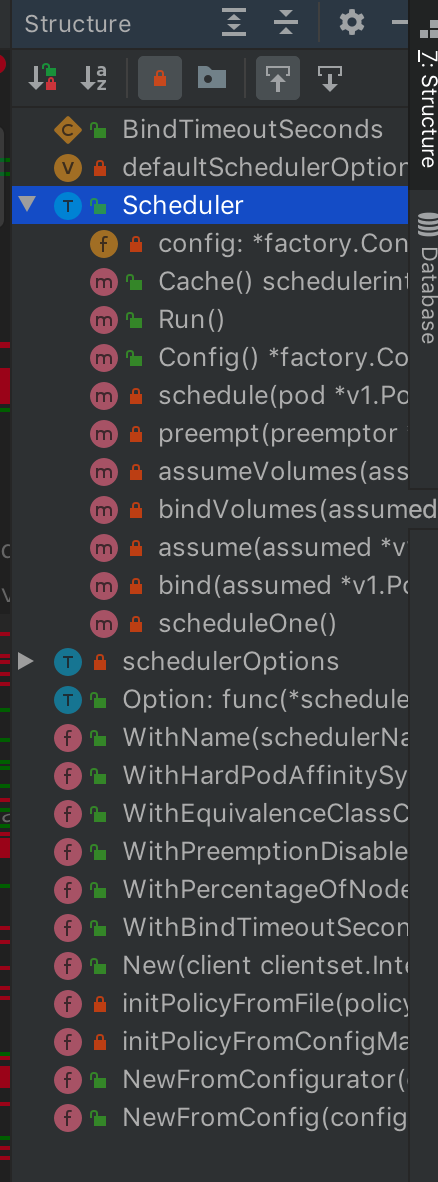 Structure
BindTimeoutSeconds
defaultSchedulerOption
Scheduler
config: *factory.Con
Cache() schedulerint
Run()
Config() *factory.Co
schedule(pod *v1.Po
preempt(preemptor
assumeVolumes(ass
bindVolumes(assumed
assume(assumed *v
bind(assumed *v1.Po
scheduleOne()
schedulerOptions
Option: func(*schedule
WithName(schedulerNa
WithHardPodAffinitySy
WithEquivalenceClassC
WithPreemptionDisable
WithPercentageOfNode
WithBindTimeoutSecon
New(client clientset.Inte
initPolicyFromFile(policy
initPolicyFromConfigMa
NewFromConfigurator(
NewFromConfig(config
7: Structure
Database